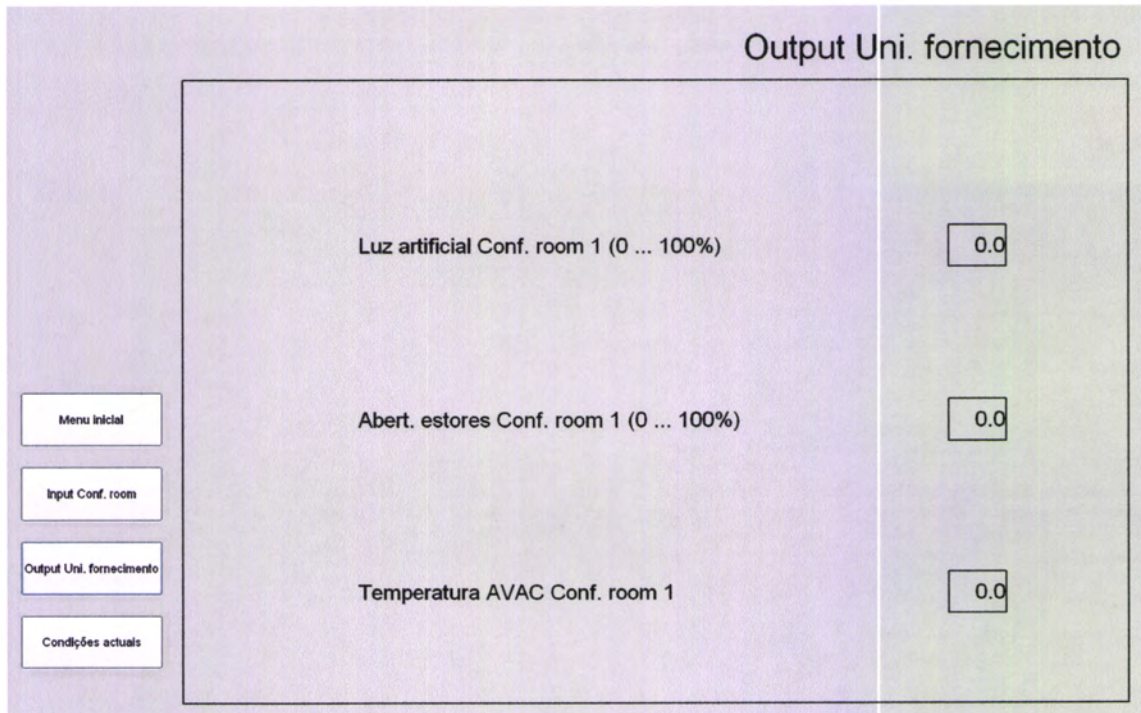 Output Uni. fornecimento
Luz artificial Conf. room 1 (0 ... 100%) 0.0
Abert. estores Conf. room 1 (0 ... 100%) 0.0
Temperatura AVAC Conf. room 1 0.0
Menu inicial
Input Conf. room
Output Uni. fornecimento
Condições actuais